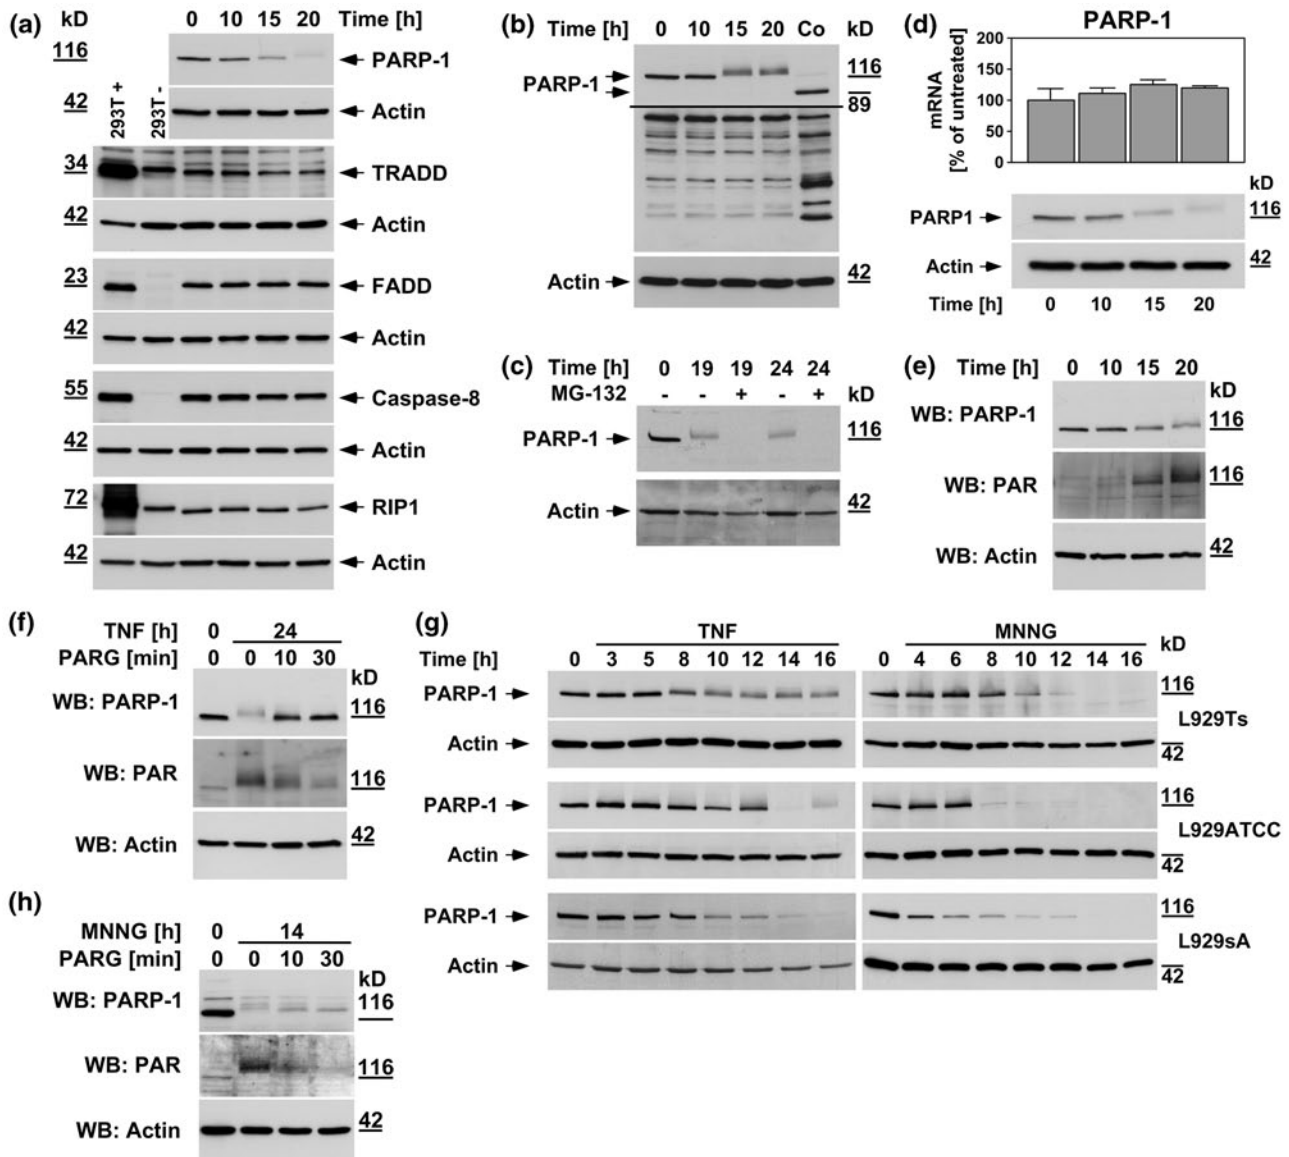 (a)
kD
0 10 15 20 Time [h]
116
PARP-1
293T +
293T -
42
Actin
34
TRADD
42
Actin
23
FADD
42
Actin
55
Caspase-8
42
Actin
72
RIP1
42
Actin
(b)
Time [h] 0 10 15 20 Co kD
PARP-1
116
89
Actin
42
(c)
Time [h] 0 19 19 24 24
MG-132 - - + - + kD
PARP-1
116
Actin
42
(d)
PARP-1
mRNA
[% of untreated]
200
150
100
50
0
kD
PARP1
116
Actin
42
Time [h] 0 10 15 20
(e)
Time [h] 0 10 15 20
kD
WB: PARP-1
116
WB: PAR
116
WB: Actin
42
(f)
TNF [h] 0 24
PARG [min] 0 0 10 30
kD
WB: PARP-1
116
WB: PAR
116
WB: Actin
42
(g)
TNF MNNG
kD
Time [h] 0 3 5 8 10 12 14 16 0 4 6 8 10 12 14 16
PARP-1
116
L929Ts
Actin
42
PARP-1
116
L929ATCC
Actin
42
PARP-1
116
L929sA
Actin
42
(h)
MNNG [h] 0 14
PARG [min] 0 0 10 30
kD
WB: PARP-1
116
WB: PAR
116
WB: Actin
42